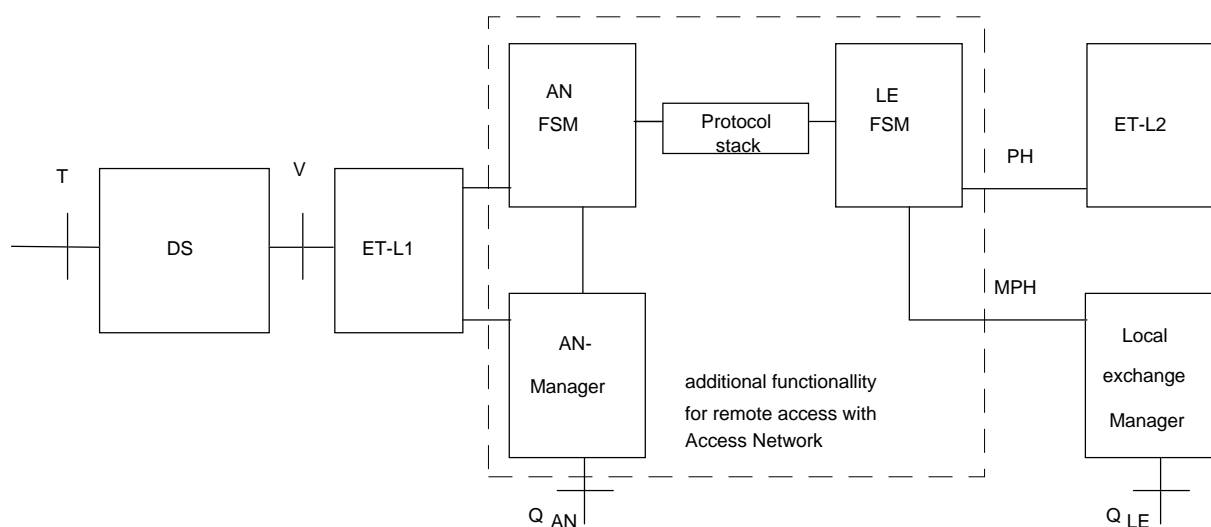 AN
FSM
LE
FSM
Protocol
stack
ET-L2
PH
T
V
DS
ET-L1
MPH
AN-
Manager
additional functionallity
for remote access with
Access Network
Local
exchange
Manager
Q AN
Q LE